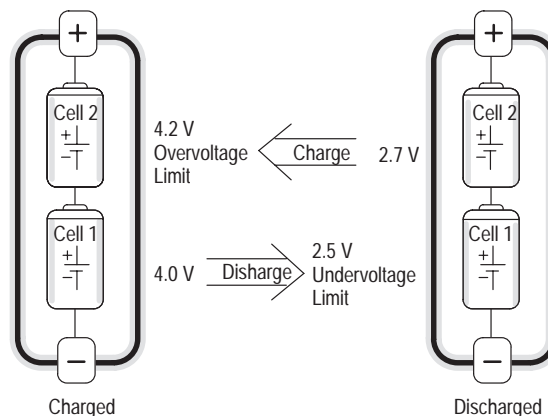 +
+
Cell 2
+
−
Cell 2
+
−
4.2 V
Overvoltage
Limit
Charge
2.7 V
Cell 1
+
−
Cell 1
+
−
4.0 V
Disharge
2.5 V
Undervoltage
Limit
−
−
Charged
Discharged